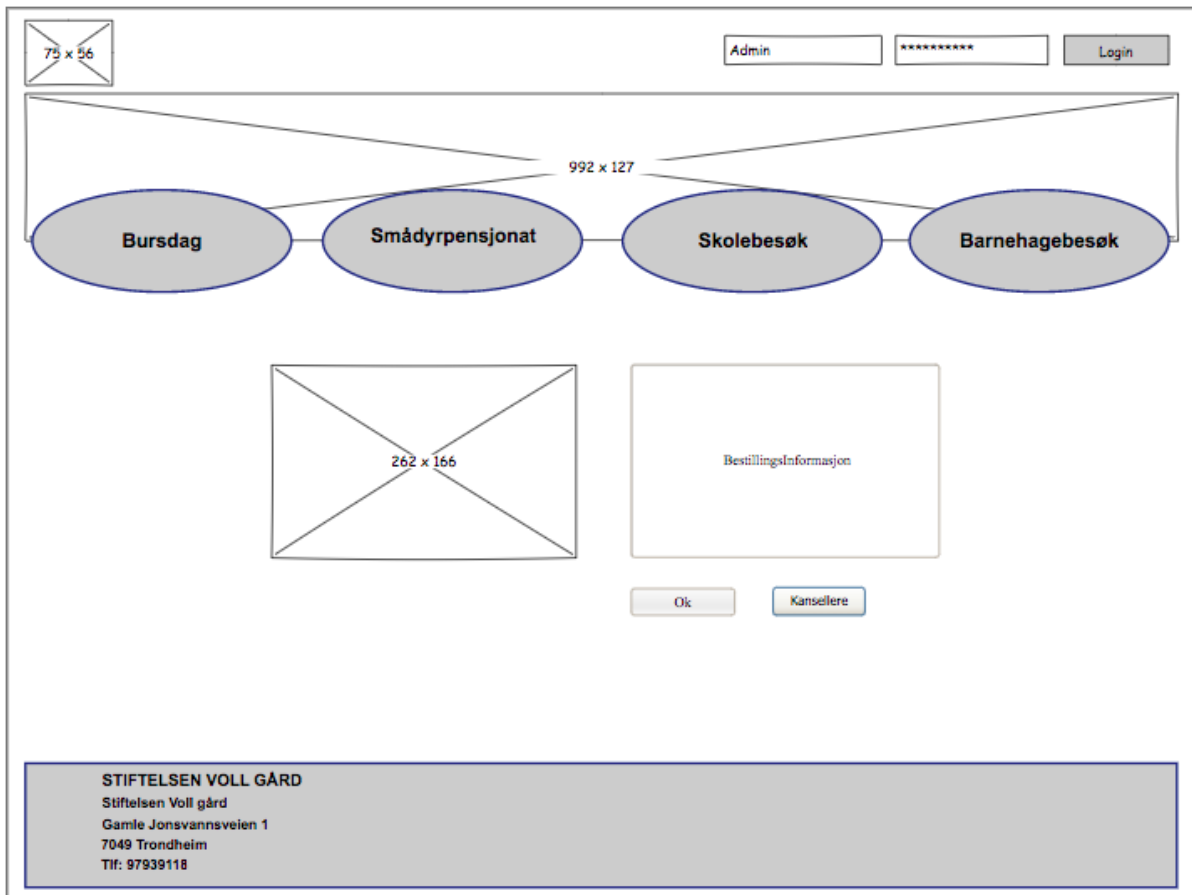 75 x 56
Admin
**********
Login
992 x 127
Bursdag
Smådyrpensjonat
Skolebesøk
Barnehagebesøk
262 x 166
BestillingsInformasjon
Ok
Kansellere
STIFTELSEN VOLL GÅRD
Stiftelsen Voll gård
Gamle Jonsvannsveien 1
7049 Trondheim
Tlf: 97939118